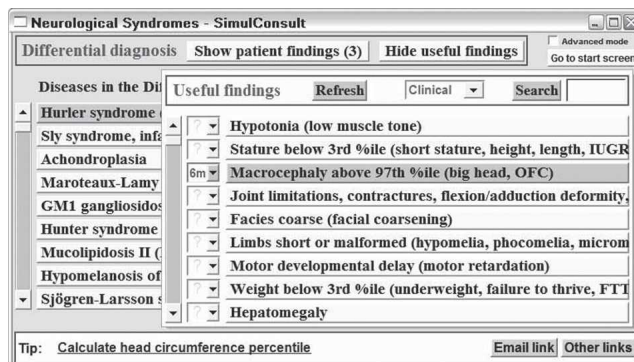 Neurological Syndromes - SimulConsult
Advanced mode
Differential diagnosis Show patient findings (3) Hide useful findings
Go to start screen
Diseases in the Di
Useful findings Refresh Clinical Search
Hurler syndrome
Sly syndrome, infa
Achondroplasia
Maroteaux-Lamy
GM1 gangliosidos
Hunter syndrome
Mucolipidosis II (
Hypomelanosis of
Sjögren-Larsson s
? Hypotonia (low muscle tone)
? Stature below 3rd %ile (short stature, height, length, IUGR
6m Macrocephaly above 97th %ile (big head, OFC)
? Joint limitations, contractures, flexion/adduction deformity,
? Facies coarse (facial coarsening)
? Limbs short or malformed (hypomelia, phocomelia, microm
? Motor developmental delay (motor retardation)
? Weight below 3rd %ile (underweight, failure to thrive, FTT
? Hepatomegaly
Tip: Calculate head circumference percentile Email link Other links